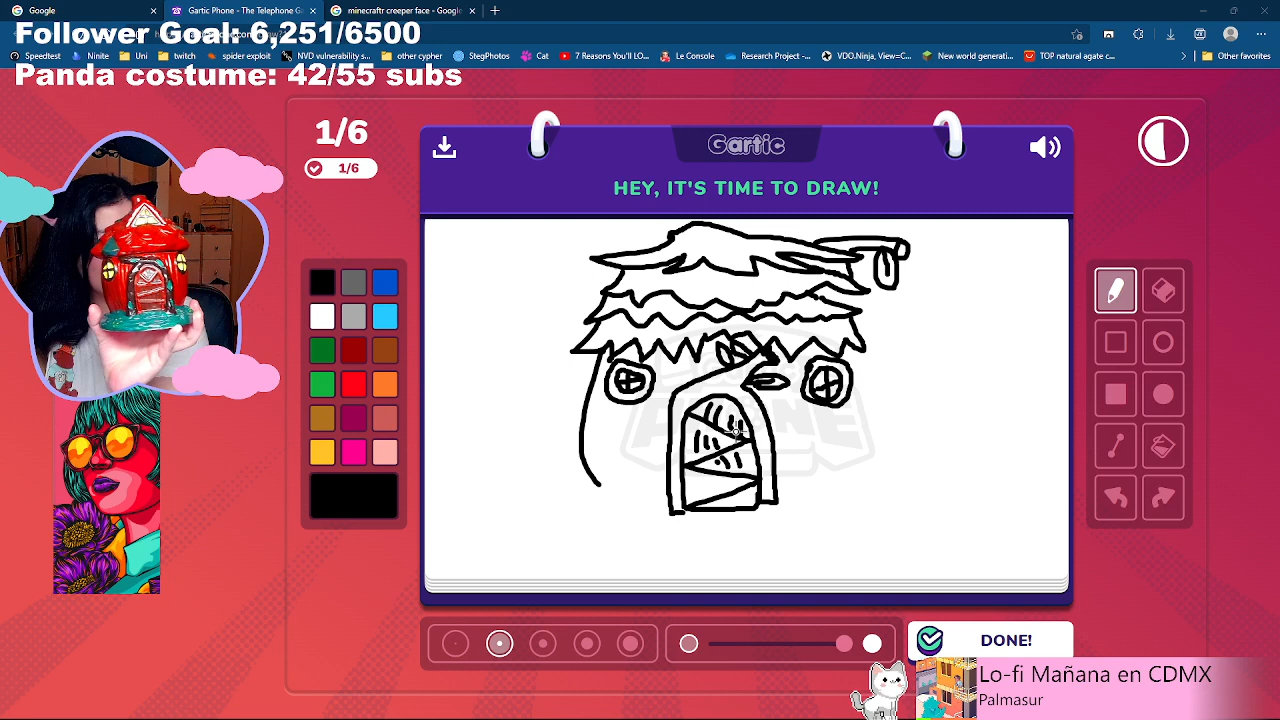 Google
Gartic Phone - The Telephone Ga
minecraftr creeper face - Google
Follower Goal: 6,251/6500
Speedtest
Ninite
Uni
twitch
spider exploit
NVD vulnerability s...
other cypher
StegPhotos
Cat
7 Reasons You'll LO...
Le Console
Research Project -...
VDO.Ninja, View=C...
New world generati...
TOP natural agate c...
Other favorites
Panda costume: 42/55 subs
1/6
1/6
Gartic
HEY, IT'S TIME TO DRAW!
PHONE
DONE!
Lo-fi Mañana en CDMX
Palmasur